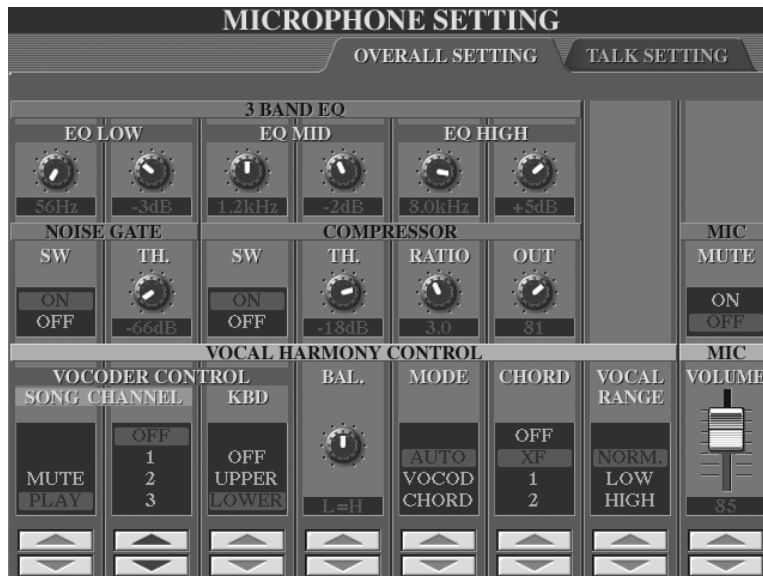 MICROPHONE SETTING
OVERALL SETTING TALK SETTING
3 BAND EQ
EQ LOW EQ MID EQ HIGH
56Hz -3dB 1.2kHz -2dB 8.0kHz +5dB
NOISE GATE COMPRESSOR MIC
SW TH. SW TH. RATIO OUT MUTE
ON ON ON
OFF OFF OFF
-66dB -18dB 3.0 81
VOCAL HARMONY CONTROL MIC
VOCODER CONTROL BAL. MODE CHORD VOCAL RANGE VOLUME
SONG CHANNEL KBD
OFF OFF
1 OFF AUTO XF NORM.
MUTE 2 UPPER VOCOD 1 LOW
PLAY 3 LOWER L=H CHORD 2 HIGH 85